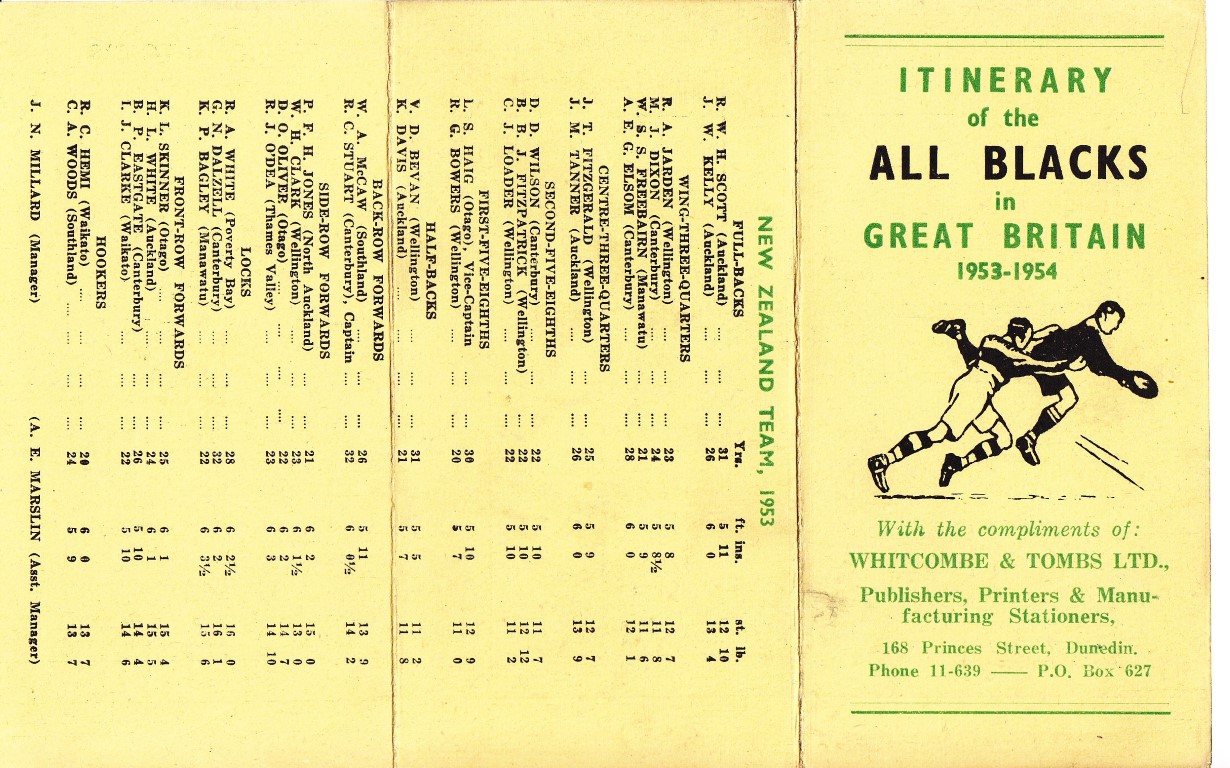 ITINERARY
of the
ALL BLACKS
in
GREAT BRITAIN
1953-1954
With the compliments of:
WHITCOMBE & TOMBS LTD.,
Publishers, Printers & Manu-
facturing Stationers,
168 Princes Street, Dunedin.
Phone 11-639 —— P.O. Box 627
NEW ZEALAND TEAM, 1953
FULL-BACKS Yrs. ft. ins. st. lb.
R. W. H. SCOTT (Auckland) .... .... .... 31 5 11 12 10
J. W. KELLY (Auckland) .... .... .... 26 6 0 13 4
WING-THREE-QUARTERS
R. A. JARDEN (Wellington) .... .... .... 23 5 8 12 7
M. J. DIXON (Canterbury) .... .... .... 24 5 8½ 11 8
W. S. S. FREEBAIRN (Manawatu) .... .... 21 5 9 11 6
A. E. G. ELSOM (Canterbury) .... .... .... 28 6 0 12 1
CENTRE-THREE-QUARTERS
J. T. FITZGERALD (Wellington) .... .... 25 5 9 12 7
J. M. TANNER (Auckland) .... .... .... 26 6 0 13 9
SECOND-FIVE-EIGHTHS
D. D. WILSON (Canterbury) .... .... .... 22 5 10 11 7
B. B. J. FITZPATRICK (Wellington) .... .... 22 5 10 12 12
C. J. LOADER (Wellington) .... .... .... 22 5 10 11 2
FIRST-FIVE-EIGHTHS
L. S. HAIG (Otago), Vice-Captain .... .... 30 5 10 12 9
R. G. BOWERS (Wellington) .... .... .... 20 5 7 11 0
HALF-BACKS
V. D. BEVAN (Wellington) .... .... .... 31 5 5 11 2
K. DAVIS (Auckland) .... .... .... 21 5 7 11 8
BACK-ROW FORWARDS
W. A. McCAW (Southland) .... .... .... 26 5 11 13 9
R. C. STUART (Canterbury), Captain .... .... 32 6 0½ 14 2
SIDE-ROW FORWARDS
P. F. H. JONES (North Auckland) .... .... 21 6 2 15 0
W. H. CLARK (Wellington) .... .... .... 23 6 1½ 13 0
D. O. OLIVER (Otago) .... .... .... 22 6 2 14 7
R. J. O'DEA (Thames Valley) .... .... .... 23 6 3 14 10
LOCKS
R. A. WHITE (Poverty Bay) .... .... .... 28 6 2½ 16 0
G. N. DALZELL (Canterbury) .... .... .... 32 6 2 16 1
K. P. BAGLEY (Manawatu) .... .... .... 22 6 3½ 15 6
FRONT-ROW FORWARDS
K. L. SKINNER (Otago) .... .... .... 25 6 1 15 4
H. L. WHITE (Auckland) .... .... .... 24 6 1 15 5
B. P. EASTGATE (Canterbury) .... .... .... 26 5 10 14 4
I. J. CLARKE (Waikato) .... .... .... 22 5 10 14 6
HOOKERS
R. C. HEMI (Waikato) .... .... .... 20 6 0 13 7
C. A. WOODS (Southland) .... .... .... 24 5 9 13 7
J. N. MILLARD (Manager) (A. E. MARSLIN (Asst. Manager)